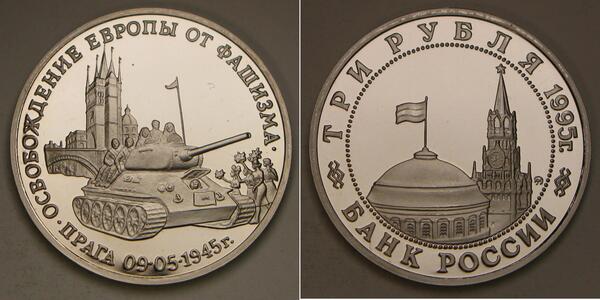 ОСВОБОЖДЕНИЕ ЕВРОПЫ ОТ ФАШИЗМА·
·ПРАГА 09·05·1945г.
ТРИ РУБЛЯ 1995г.
БАНК РОССИИ